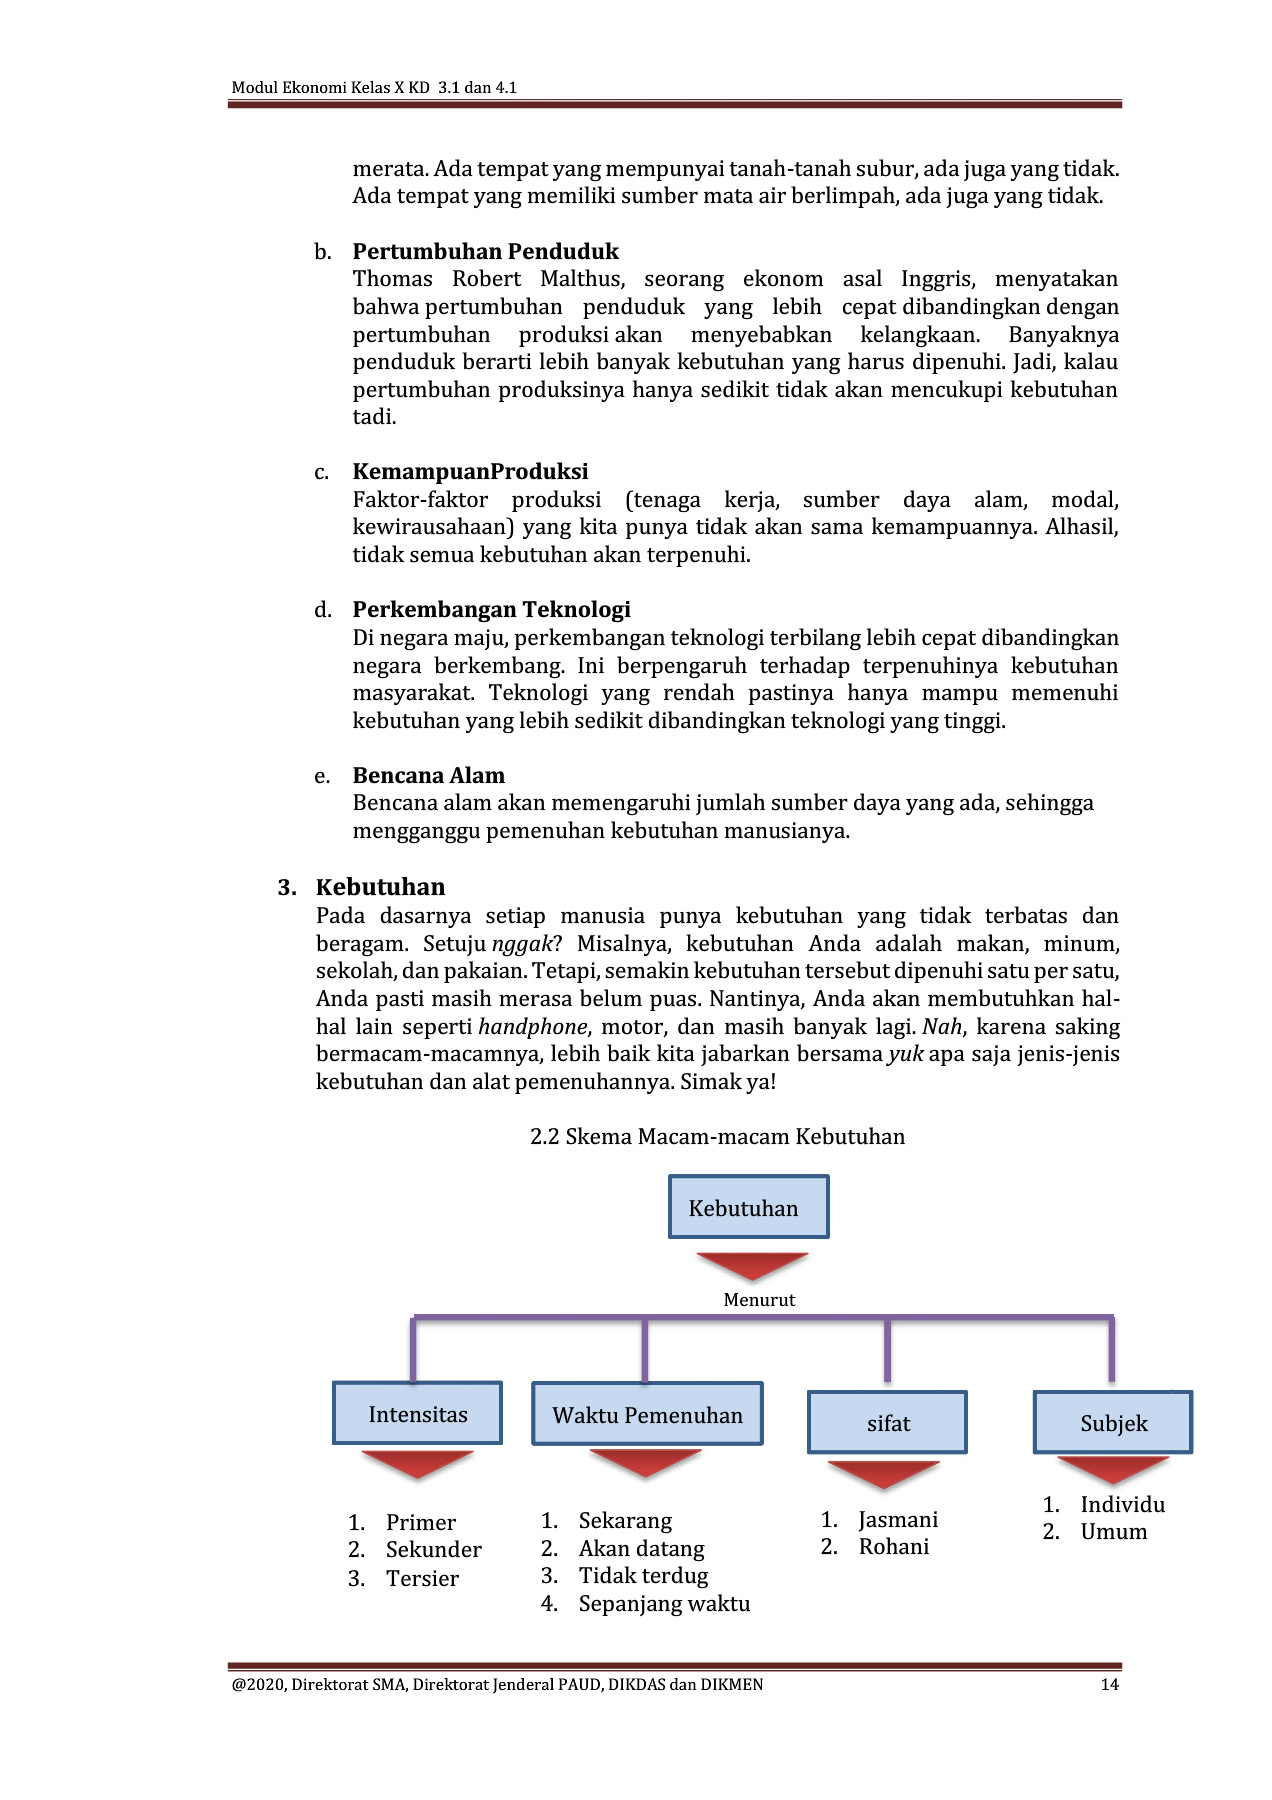 Modul Ekonomi Kelas X KD 3.1 dan 4.1
merata. Ada tempat yang mempunyai tanah-tanah subur, ada juga yang tidak.
Ada tempat yang memiliki sumber mata air berlimpah, ada juga yang tidak.
b. Pertumbuhan Penduduk
Thomas Robert Malthus, seorang ekonom asal Inggris, menyatakan
bahwa pertumbuhan penduduk yang lebih cepat dibandingkan dengan
pertumbuhan produksi akan menyebabkan kelangkaan. Banyaknya
penduduk berarti lebih banyak kebutuhan yang harus dipenuhi. Jadi, kalau
pertumbuhan produksinya hanya sedikit tidak akan mencukupi kebutuhan
tadi.
c. KemampuanProduksi
Faktor-faktor produksi (tenaga kerja, sumber daya alam, modal,
kewirausahaan) yang kita punya tidak akan sama kemampuannya. Alhasil,
tidak semua kebutuhan akan terpenuhi.
d. Perkembangan Teknologi
Di negara maju, perkembangan teknologi terbilang lebih cepat dibandingkan
negara berkembang. Ini berpengaruh terhadap terpenuhinya kebutuhan
masyarakat. Teknologi yang rendah pastinya hanya mampu memenuhi
kebutuhan yang lebih sedikit dibandingkan teknologi yang tinggi.
e. Bencana Alam
Bencana alam akan memengaruhi jumlah sumber daya yang ada, sehingga
mengganggu pemenuhan kebutuhan manusianya.
3. Kebutuhan
Pada dasarnya setiap manusia punya kebutuhan yang tidak terbatas dan
beragam. Setuju nggak? Misalnya, kebutuhan Anda adalah makan, minum,
sekolah, dan pakaian. Tetapi, semakin kebutuhan tersebut dipenuhi satu per satu,
Anda pasti masih merasa belum puas. Nantinya, Anda akan membutuhkan hal-
hal lain seperti handphone, motor, dan masih banyak lagi. Nah, karena saking
bermacam-macamnya, lebih baik kita jabarkan bersama yuk apa saja jenis-jenis
kebutuhan dan alat pemenuhannya. Simak ya!
2.2 Skema Macam-macam Kebutuhan
Kebutuhan
Menurut
Intensitas
1. Primer
2. Sekunder
3. Tersier
Waktu Pemenuhan
1. Sekarang
2. Akan datang
3. Tidak terdug
4. Sepanjang waktu
sifat
1. Jasmani
2. Rohani
Subjek
1. Individu
2. Umum
@2020, Direktorat SMA, Direktorat Jenderal PAUD, DIKDAS dan DIKMEN 14